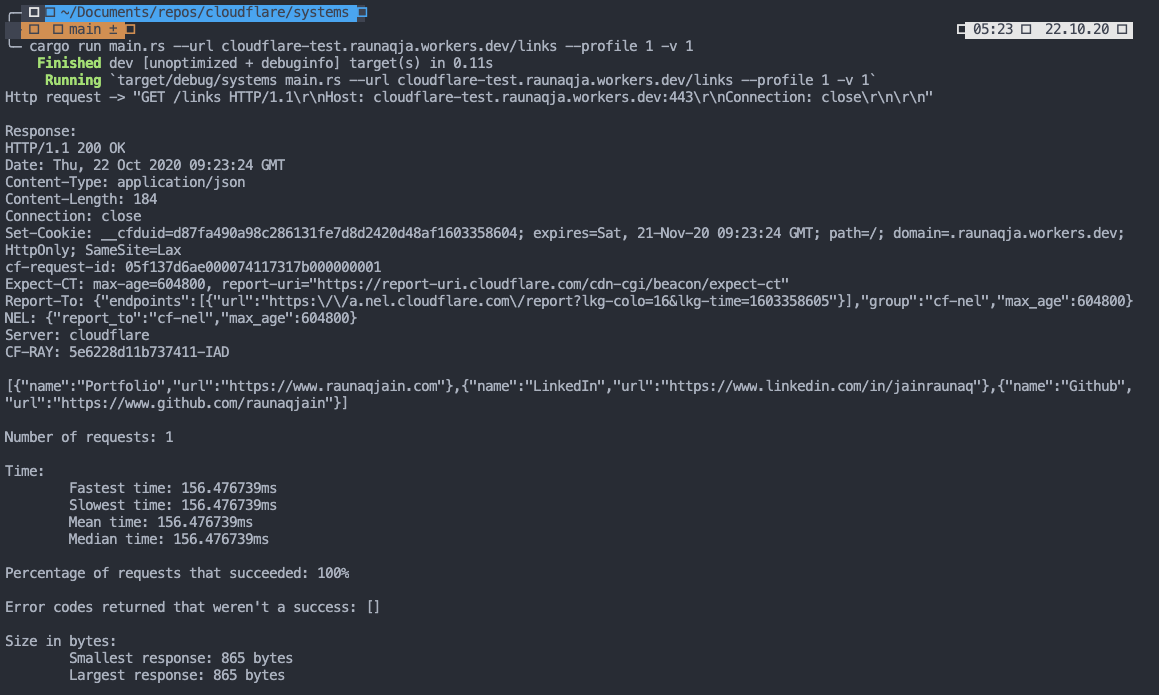 ~/Documents/repos/cloudflare/systems
main ± 05:23 22.10.20
cargo run main.rs --url cloudflare-test.raunaqja.workers.dev/links --profile 1 -v 1
Finished dev [unoptimized + debuginfo] target(s) in 0.11s
Running `target/debug/systems main.rs --url cloudflare-test.raunaqja.workers.dev/links --profile 1 -v 1`
Http request -> "GET /links HTTP/1.1\r\nHost: cloudflare-test.raunaqja.workers.dev:443\r\nConnection: close\r\n\r\n"
Response:
HTTP/1.1 200 OK
Date: Thu, 22 Oct 2020 09:23:24 GMT
Content-Type: application/json
Content-Length: 184
Connection: close
Set-Cookie: __cfduid=d87fa490a98c286131fe7d8d2420d48af1603358604; expires=Sat, 21-Nov-20 09:23:24 GMT; path=/; domain=.raunaqja.workers.dev;
HttpOnly; SameSite=Lax
cf-request-id: 05f137d6ae000074117317b000000001
Expect-CT: max-age=604800, report-uri="https://report-uri.cloudflare.com/cdn-cgi/beacon/expect-ct"
Report-To: {"endpoints":[{"url":"https:\/\/a.nel.cloudflare.com\/report?lkg-colo=16&lkg-time=1603358605"}],"group":"cf-nel","max_age":604800}
NEL: {"report_to":"cf-nel","max_age":604800}
Server: cloudflare
CF-RAY: 5e6228d11b737411-IAD
[{"name":"Portfolio","url":"https://www.raunaqjain.com"},{"name":"LinkedIn","url":"https://www.linkedin.com/in/jainraunaq"},{"name":"Github",
"url":"https://www.github.com/raunaqjain"}]
Number of requests: 1
Time:
Fastest time: 156.476739ms
Slowest time: 156.476739ms
Mean time: 156.476739ms
Median time: 156.476739ms
Percentage of requests that succeeded: 100%
Error codes returned that weren't a success: []
Size in bytes:
Smallest response: 865 bytes
Largest response: 865 bytes